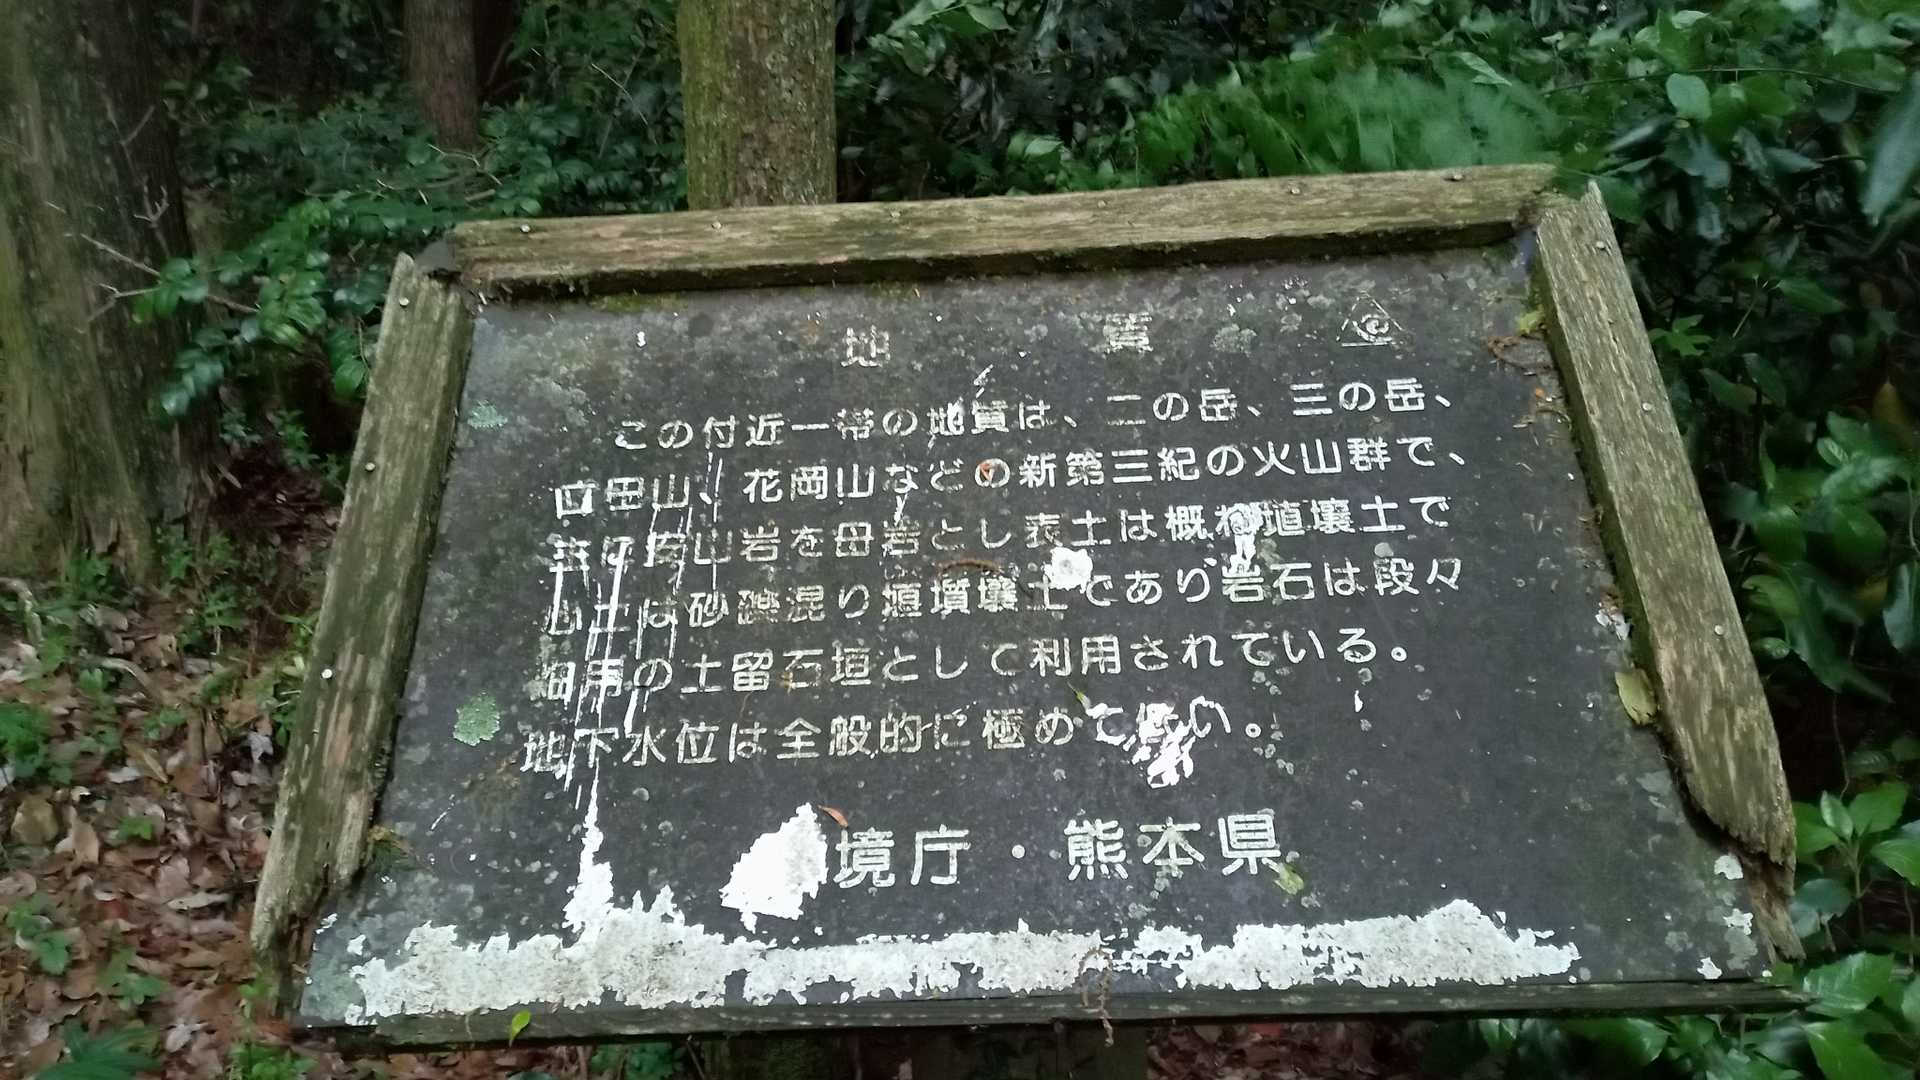 地質
この付近一帯の地質は、二の岳、三の岳、
立田山、花岡山などの新第三紀の火山群で、
山岩を母岩とし表土は概ね埴壌土で
は砂礫混り埴壌土であり岩石は段々
畑用の土留石垣として利用されている。
地下水位は全般的に極めて低い。
境庁・熊本県